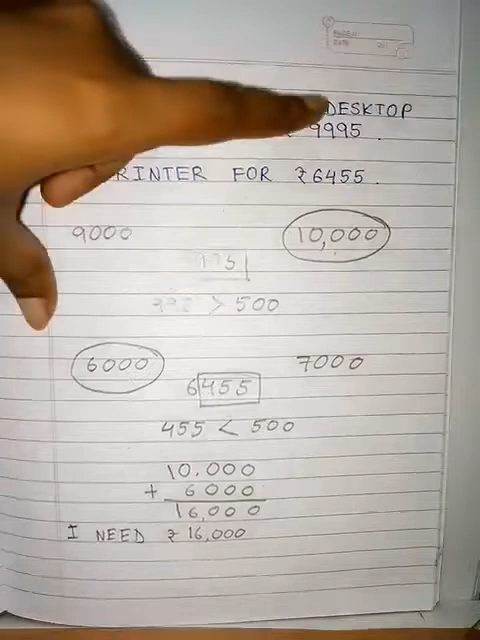 DESKTOP
₹ 9995.
PRINTER FOR ₹6455.
9000 10,000
995
> 500
6000 7000
6455
455 < 500
10,000
+ 6000
16,000
I NEED ₹ 16,000